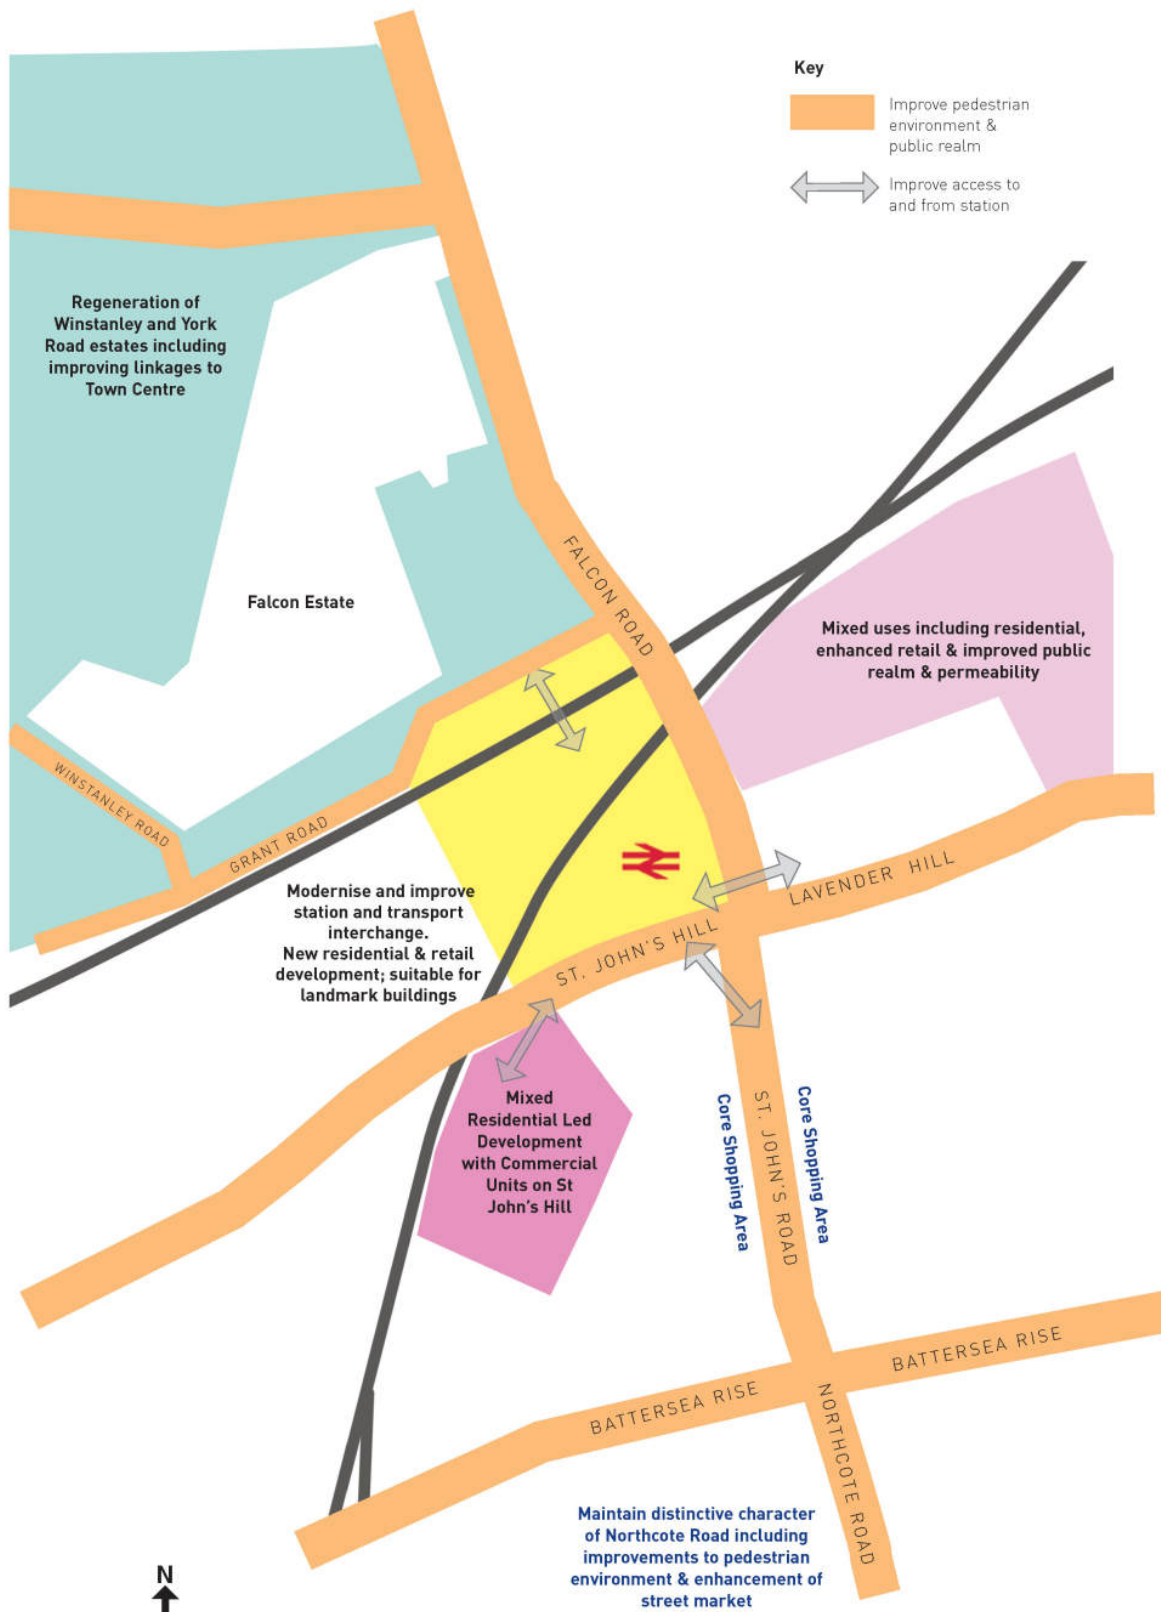 Key
Improve pedestrian
environment &
public realm
Improve access to
and from station
Regeneration of
Winstanley and York
Road estates including
improving linkages to
Town Centre
FALCON ROAD
Falcon Estate
Mixed uses including residential,
enhanced retail & improved public
realm & permeability
WINSTANLEY ROAD
GRANT ROAD
LAVENDER HILL
Modernise and improve
station and transport
interchange.
New residential & retail
development; suitable for
landmark buildings
ST. JOHN'S HILL
Mixed
Residential Led
Development
with Commercial
Units on St
John's Hill
Core Shopping Area
ST. JOHN'S ROAD
Core Shopping Area
BATTERSEA RISE
BATTERSEA RISE
NORTHCOTE ROAD
Maintain distinctive character
of Northcote Road including
improvements to pedestrian
environment & enhancement of
street market
N